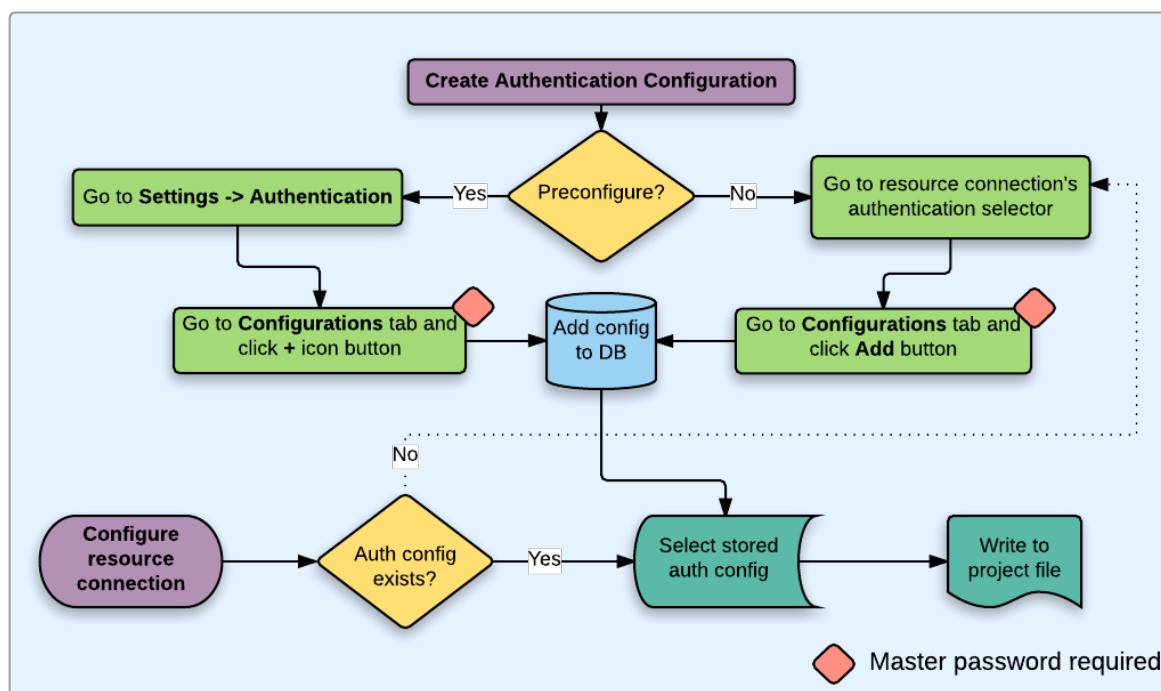 Create Authentication Configuration
Preconfigure?
Yes
No
Go to Settings -> Authentication
Go to resource connection's
authentication selector
Go to Configurations tab and
click + icon button
Add config
to DB
Go to Configurations tab and
click Add button
No
Configure
resource
connection
Auth config
exists?
Yes
Select stored
auth config
Write to
project file
Master password required